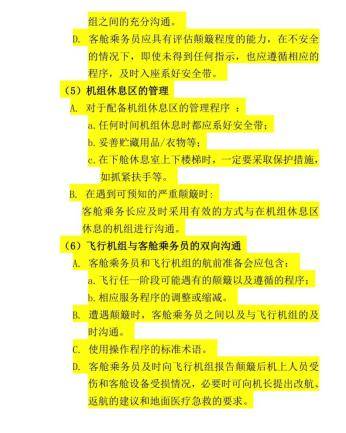 组之间的充分沟通。
D. 客舱乘务员应具有评估颠簸程度的能力，在不安全
的情况下，即使未得到任何指示，也应遵循相应的
程序，及时入座系好安全带。
（5）机组休息区的管理
A. 对于配备机组休息区的管理程序 ：
a.任何时间机组休息时都应系好安全带；
b.妥善贮藏用品/衣物等；
c.在下舱休息室上下楼梯时，一定要采取保护措施，
如抓紧扶手等。
B. 在遇到可预知的严重颠簸时：
客舱乘务长应及时采用有效的方式与在机组休息区
休息的机组进行沟通。
（6）飞行机组与客舱乘务员的双向沟通
A. 客舱乘务员和飞行机组的航前准备会应包含：
a.飞行任一阶段可能遇有的颠簸以及遵循的程序；
b.相应服务程序的调整或缩减。
B. 遭遇颠簸时，客舱乘务员之间以及与飞行机组的及
时沟通。
C. 使用操作程序的标准术语。
D. 客舱乘务员及时向飞行机组报告颠簸后机上人员受
伤和客舱设备受损情况，必要时可向机长提出改航、
返航的建议和地面医疗急救的要求。